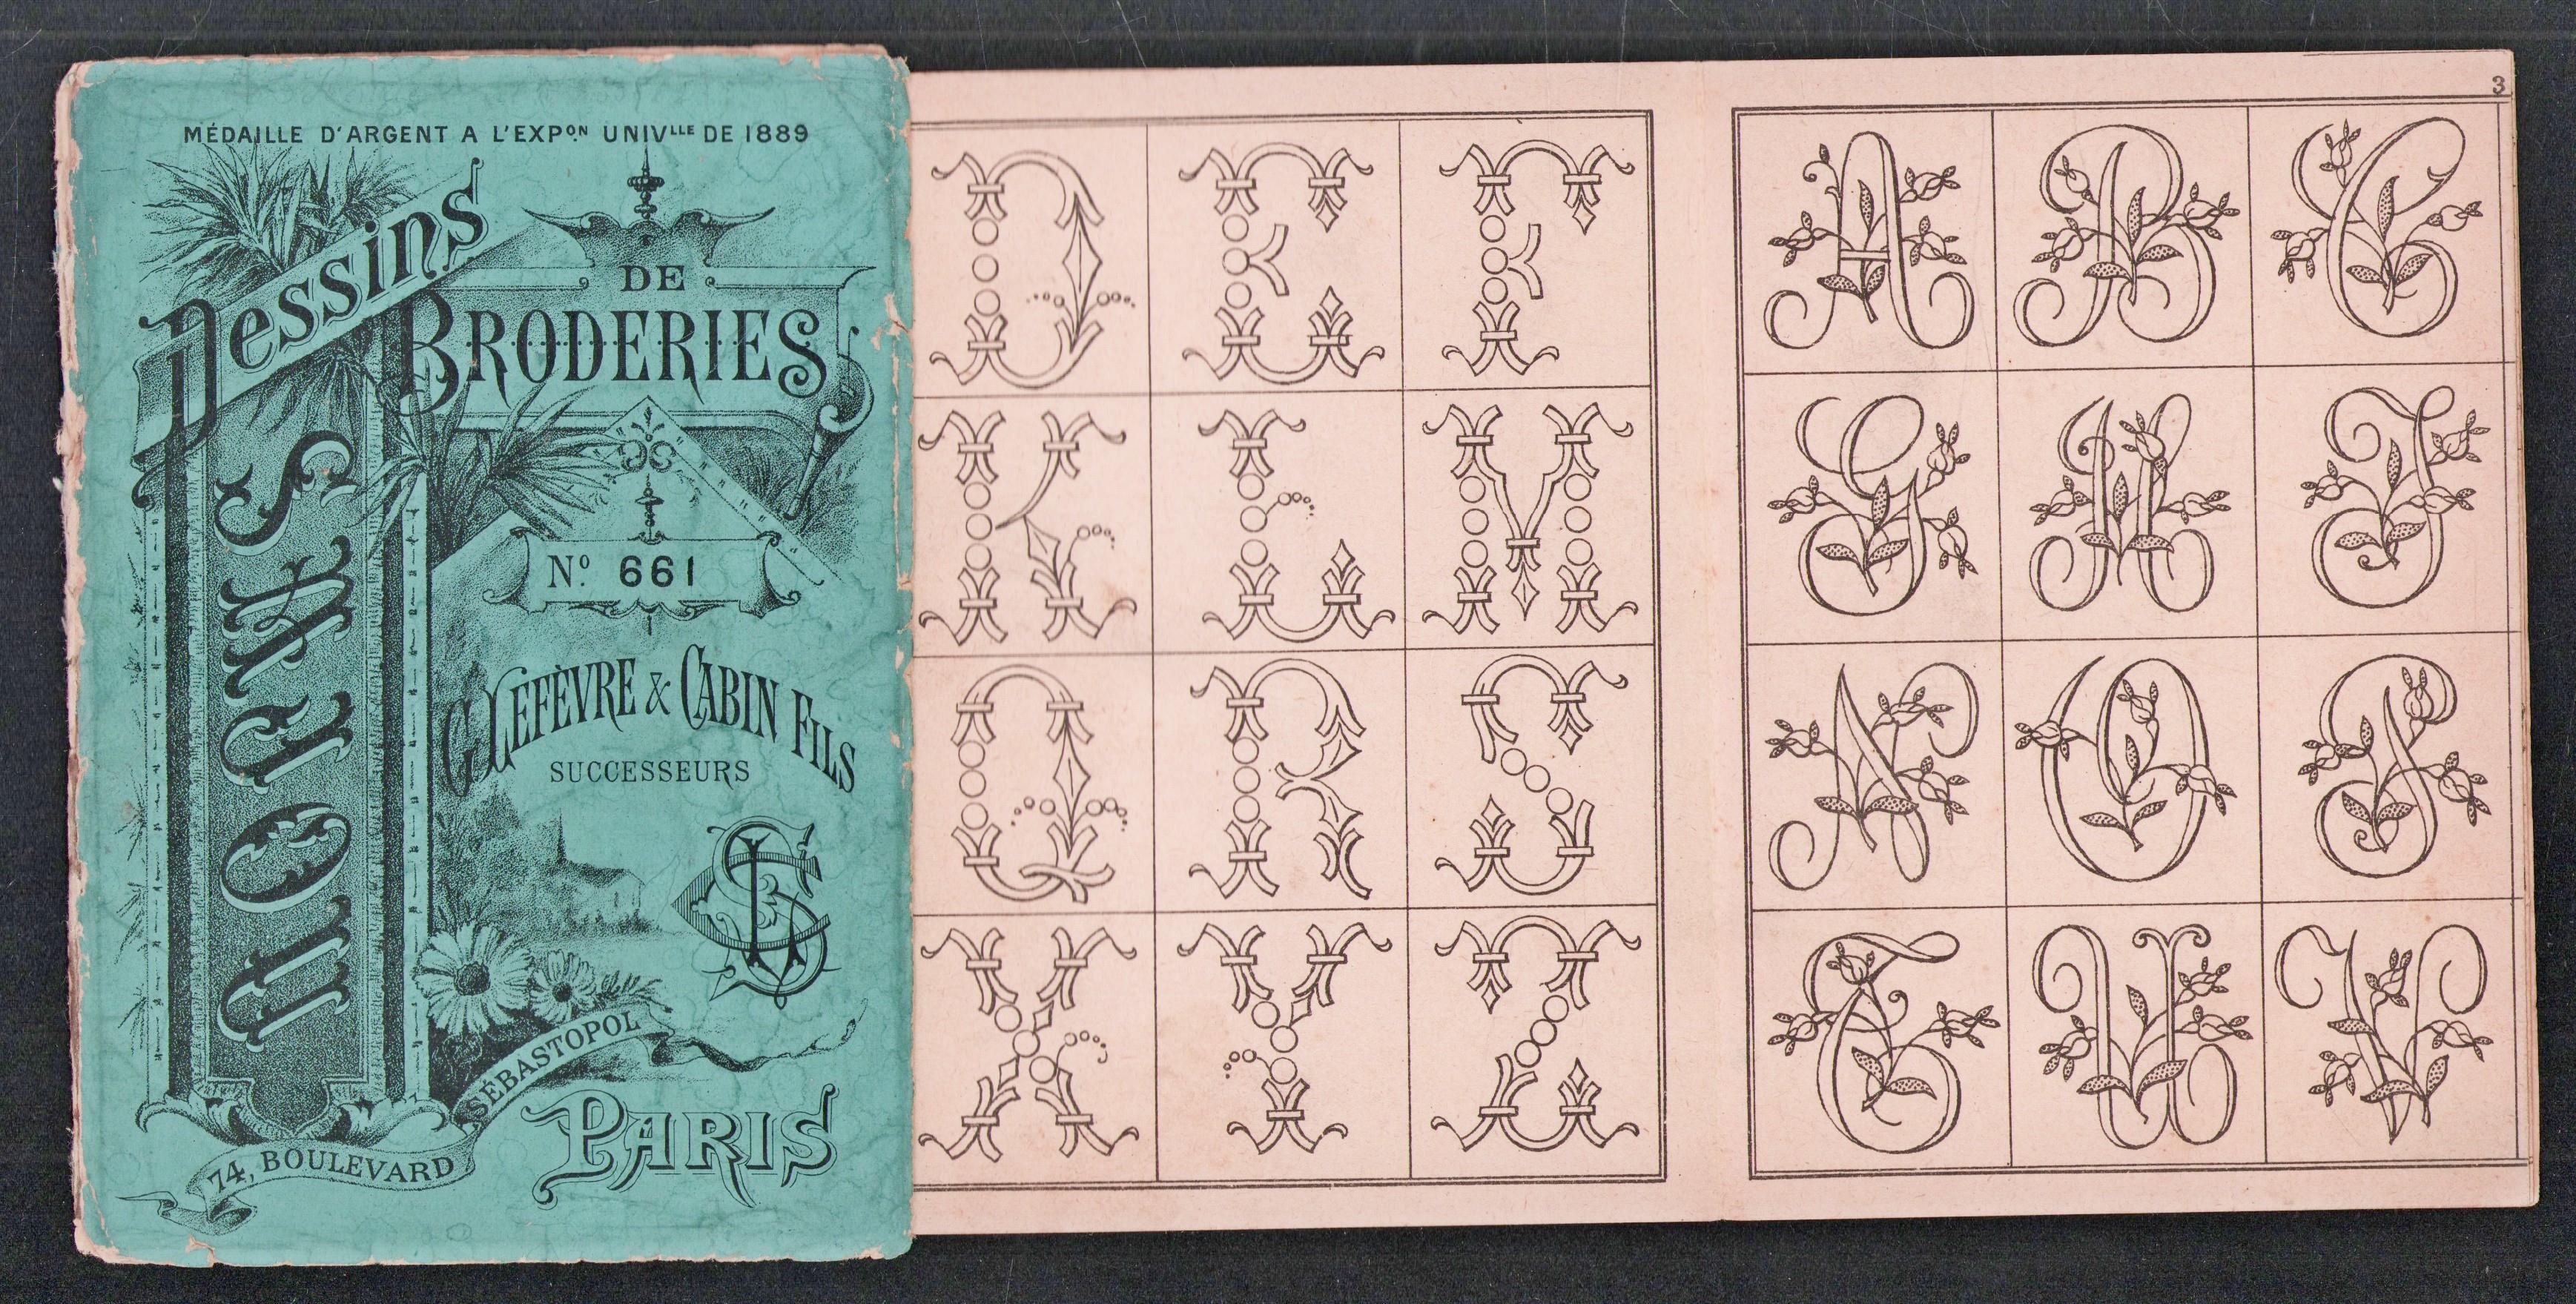 MÉDAILLE D'ARGENT A L'EXPON UNIVLLE DE 1889
Dessins
DE
BRODERIES
SAJOU
No 661
G. LEFÈVRE & CABIN FILS
SUCCESSEURS
74, BOULEVARD SÉBASTOPOL
PARIS
D E F
K L M
Q R S
X Y Z
3
A B C
G H J
N O P
T U V